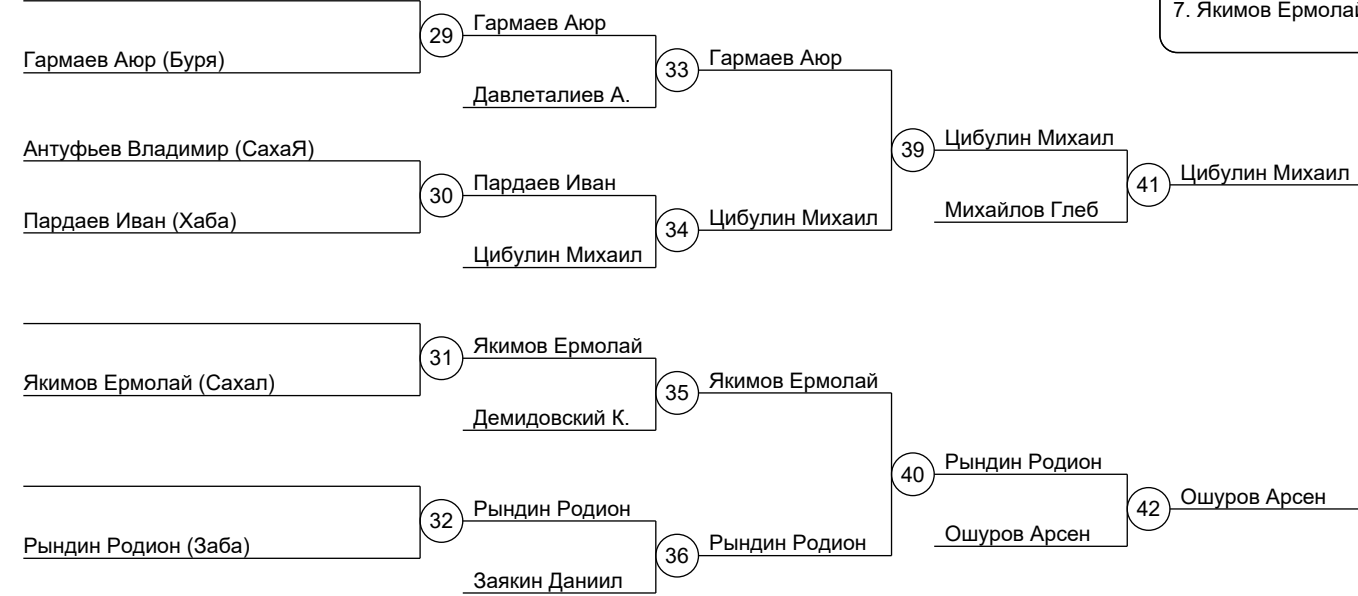 7. Якимов Ермолай
Гармаев Аюр (Буря)
29
Гармаев Аюр
Давлеталиев А.
33
Гармаев Аюр
Антуфьев Владимир (СахаЯ)
Пардаев Иван (Хаба)
30
Пардаев Иван
Цибулин Михаил
34
Цибулин Михаил
39
Цибулин Михаил
Михайлов Глеб
41
Цибулин Михаил
Якимов Ермолай (Сахал)
31
Якимов Ермолай
Демидовский К.
35
Якимов Ермолай
Рындин Родион (Заба)
32
Рындин Родион
Заякин Даниил
36
Рындин Родион
40
Рындин Родион
Ошуров Арсен
42
Ошуров Арсен